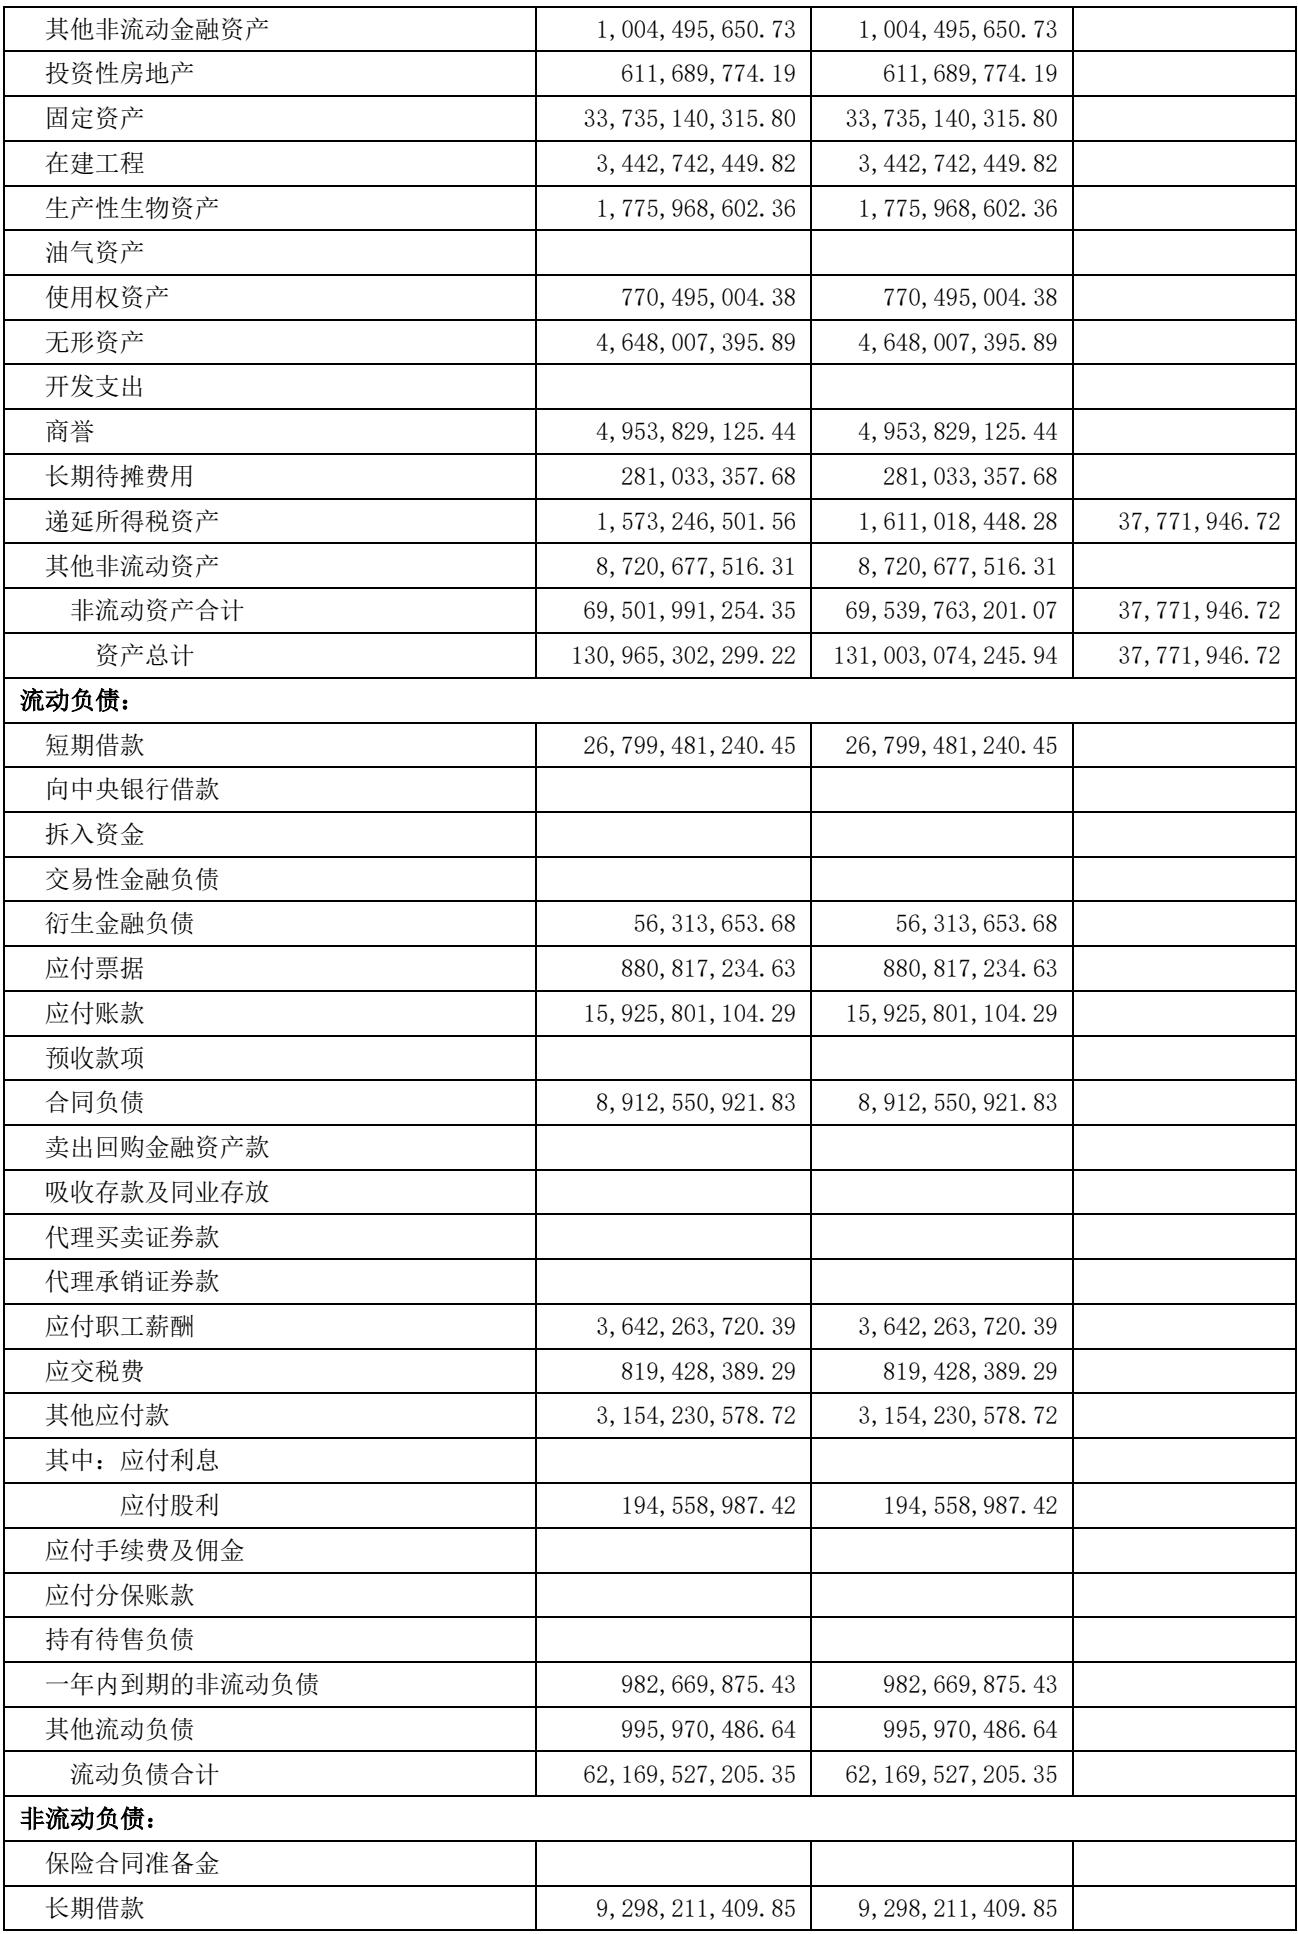 其他非流动金融资产 1,004,495,650.73 1,004,495,650.73
投资性房地产 611,689,774.19 611,689,774.19
固定资产 33,735,140,315.80 33,735,140,315.80
在建工程 3,442,742,449.82 3,442,742,449.82
生产性生物资产 1,775,968,602.36 1,775,968,602.36
油气资产
使用权资产 770,495,004.38 770,495,004.38
无形资产 4,648,007,395.89 4,648,007,395.89
开发支出
商誉 4,953,829,125.44 4,953,829,125.44
长期待摊费用 281,033,357.68 281,033,357.68
递延所得税资产 1,573,246,501.56 1,611,018,448.28 37,771,946.72
其他非流动资产 8,720,677,516.31 8,720,677,516.31
非流动资产合计 69,501,991,254.35 69,539,763,201.07 37,771,946.72
资产总计 130,965,302,299.22 131,003,074,245.94 37,771,946.72
流动负债：
短期借款 26,799,481,240.45 26,799,481,240.45
向中央银行借款
拆入资金
交易性金融负债
衍生金融负债 56,313,653.68 56,313,653.68
应付票据 880,817,234.63 880,817,234.63
应付账款 15,925,801,104.29 15,925,801,104.29
预收款项
合同负债 8,912,550,921.83 8,912,550,921.83
卖出回购金融资产款
吸收存款及同业存放
代理买卖证券款
代理承销证券款
应付职工薪酬 3,642,263,720.39 3,642,263,720.39
应交税费 819,428,389.29 819,428,389.29
其他应付款 3,154,230,578.72 3,154,230,578.72
其中：应付利息
应付股利 194,558,987.42 194,558,987.42
应付手续费及佣金
应付分保账款
持有待售负债
一年内到期的非流动负债 982,669,875.43 982,669,875.43
其他流动负债 995,970,486.64 995,970,486.64
流动负债合计 62,169,527,205.35 62,169,527,205.35
非流动负债：
保险合同准备金
长期借款 9,298,211,409.85 9,298,211,409.85